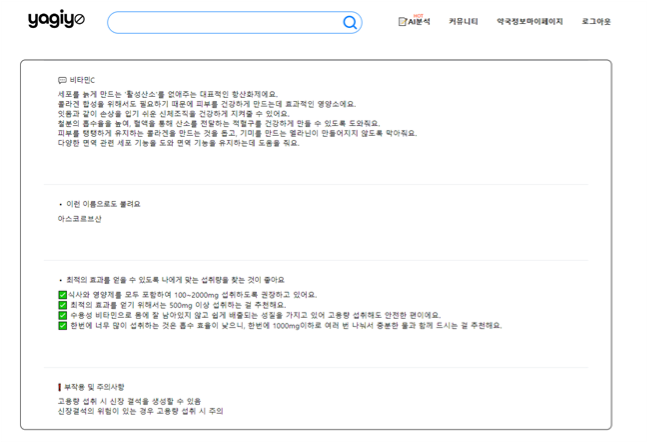 yagiyo
HOT
AI분석
커뮤니티
약국정보마이페이지
로그아웃
비타민C
세포를 늙게 만드는 '활성산소'를 없애주는 대표적인 항산화제에요.
콜라겐 합성을 위해서도 필요하기 때문에 피부를 건강하게 만드는데 효과적인 영양소에요.
잇몸과 같이 손상을 입기 쉬운 신체조직을 건강하게 지켜줄 수 있어요.
철분의 흡수율을 높여, 혈액을 통해 산소를 전달하는 적혈구를 건강하게 만들 수 있도록 도와줘요.
피부를 탱탱하게 유지하는 콜라겐을 만드는 것을 돕고, 기미를 만드는 멜라닌이 만들어지지 않도록 막아줘요.
다양한 면역 관련 세포 기능을 도와 면역 기능을 유지하는데 도움을 줘요.
• 이런 이름으로도 불려요
아스코르브산
• 최적의 효과를 얻을 수 있도록 나에게 맞는 섭취량을 찾는 것이 좋아요
✅식사와 영양제를 모두 포함하여 100~2000mg 섭취하도록 권장하고 있어요.
✅ 최적의 효과를 얻기 위해서는 500mg 이상 섭취하는 걸 추천해요.
✅ 수용성 비타민으로 몸에 잘 남아있지 않고 쉽게 배출되는 성질을 가지고 있어 고용량 섭취해도 안전한 편이에요.
✅ 한번에 너무 많이 섭취하는 것은 흡수 효율이 낮으니, 한번에 1000mg이하로 여러 번 나눠서 충분한 물과 함께 드시는 걸 추천해요.
부작용 및 주의사항
고용량 섭취 시 신장 결석을 생성할 수 있음
신장결석의 위험이 있는 경우 고용량 섭취 시 주의